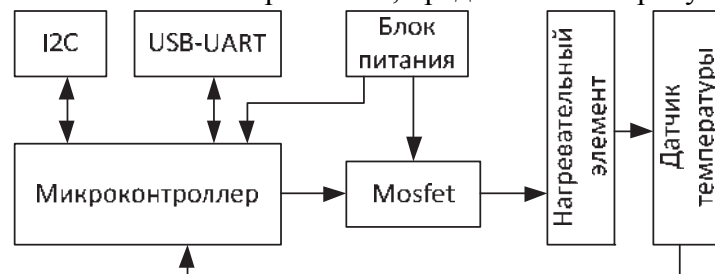 I2C
USB-UART
Блок
питания
Нагревательный
элемент
Датчик
температуры
Микроконтроллер
Mosfet